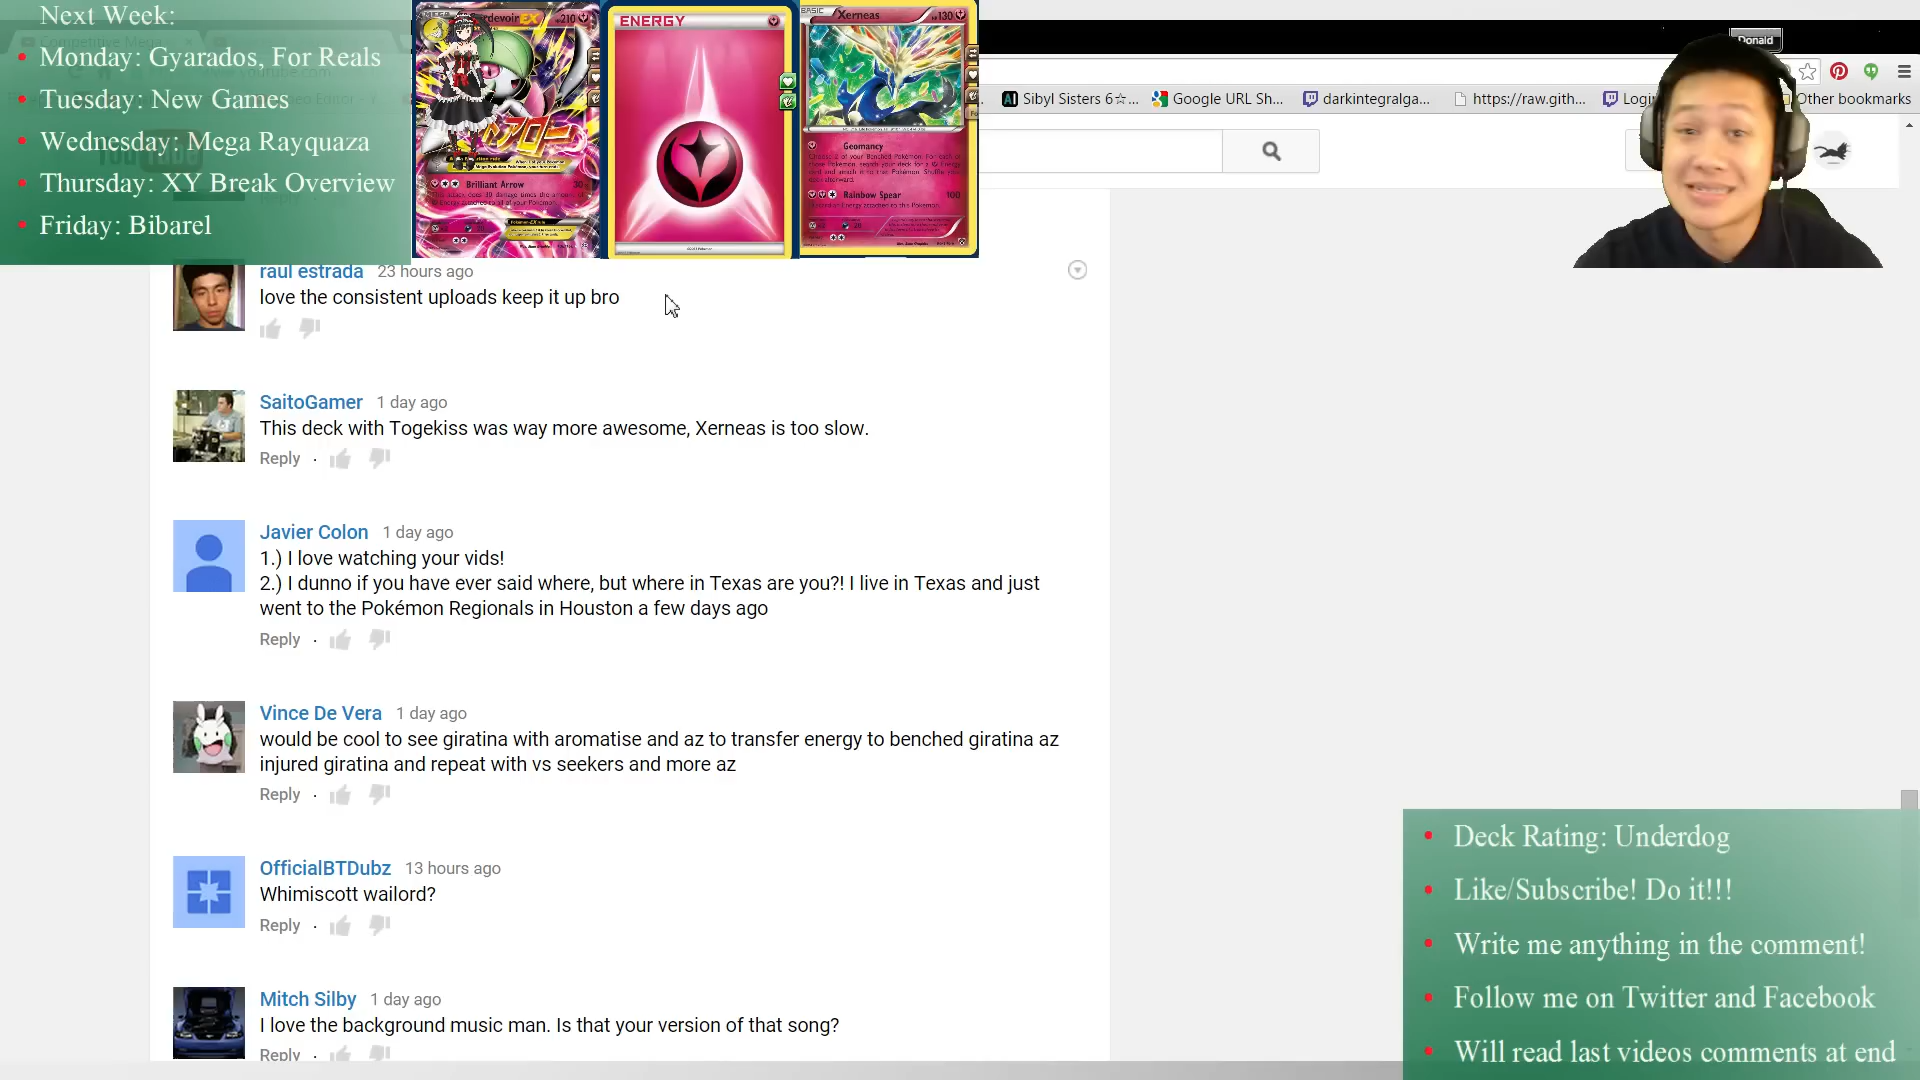 Next Week:
Monday: Gyarados, For Reals
Tuesday: New Games
Wednesday: Mega Rayquaza
Thursday: XY Break Overview
Friday: Bibarel
EX 210
Brilliant Arrow 30
ENERGY
BASIC Xerneas 130
Geomancy
Rainbow Spear 100
Donald
Sibyl Sisters 6☆...
Google URL Sh...
darkintegralga...
https://raw.gith...
Other bookmarks
raul estrada 23 hours ago
love the consistent uploads keep it up bro
SaitoGamer 1 day ago
This deck with Togekiss was way more awesome, Xerneas is too slow.
Reply
Javier Colon 1 day ago
1.) I love watching your vids!
2.) I dunno if you have ever said where, but where in Texas are you?! I live in Texas and just
went to the Pokémon Regionals in Houston a few days ago
Reply
Vince De Vera 1 day ago
would be cool to see giratina with aromatise and az to transfer energy to benched giratina az
injured giratina and repeat with vs seekers and more az
Reply
OfficialBTDubz 13 hours ago
Whimiscott wailord?
Reply
Mitch Silby 1 day ago
I love the background music man. Is that your version of that song?
Reply
Deck Rating: Underdog
Like/Subscribe! Do it!!!
Write me anything in the comment!
Follow me on Twitter and Facebook
Will read last videos comments at end